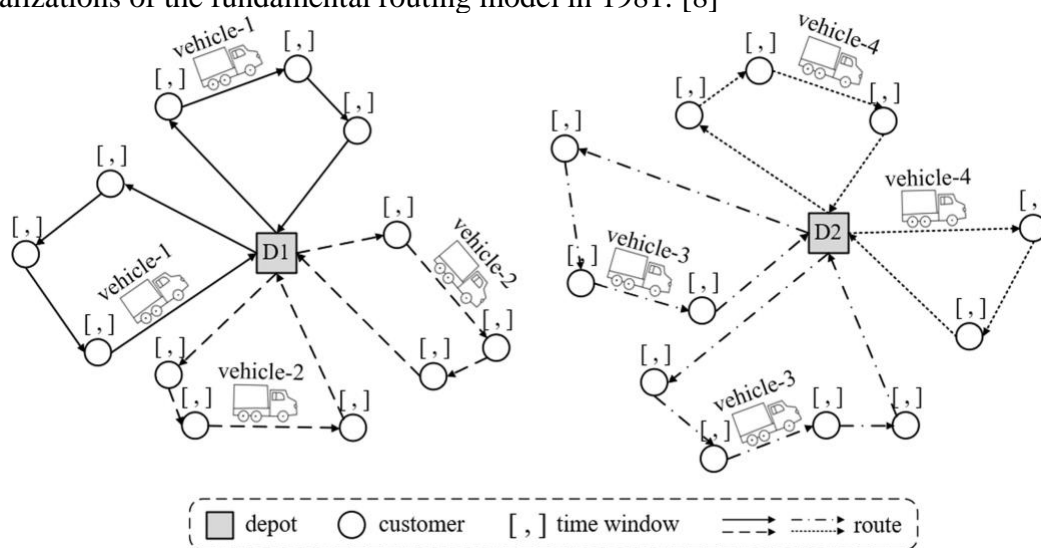 alizations of the fundamental routing model in 1981. [8]
vehicle-1
[ , ]
vehicle-4
[ , ]
[ , ]
[ , ]
[ , ]
[ , ]
[ , ]
[ , ]
vehicle-4
[ , ]
D1
[ , ]
vehicle-2
D2
[ ,
[ , ]
vehicle-1
[ , ]
vehicle-3
[ , ]
[ , ]
[ , ]
[ , ]
[ , ]
[ , ]
vehicle-2
[ , ]
[ , ]
[ , ]
[ , ]
vehicle-3
[ , ]
[ , ]
[ , ]
depot customer [ , ] time window route